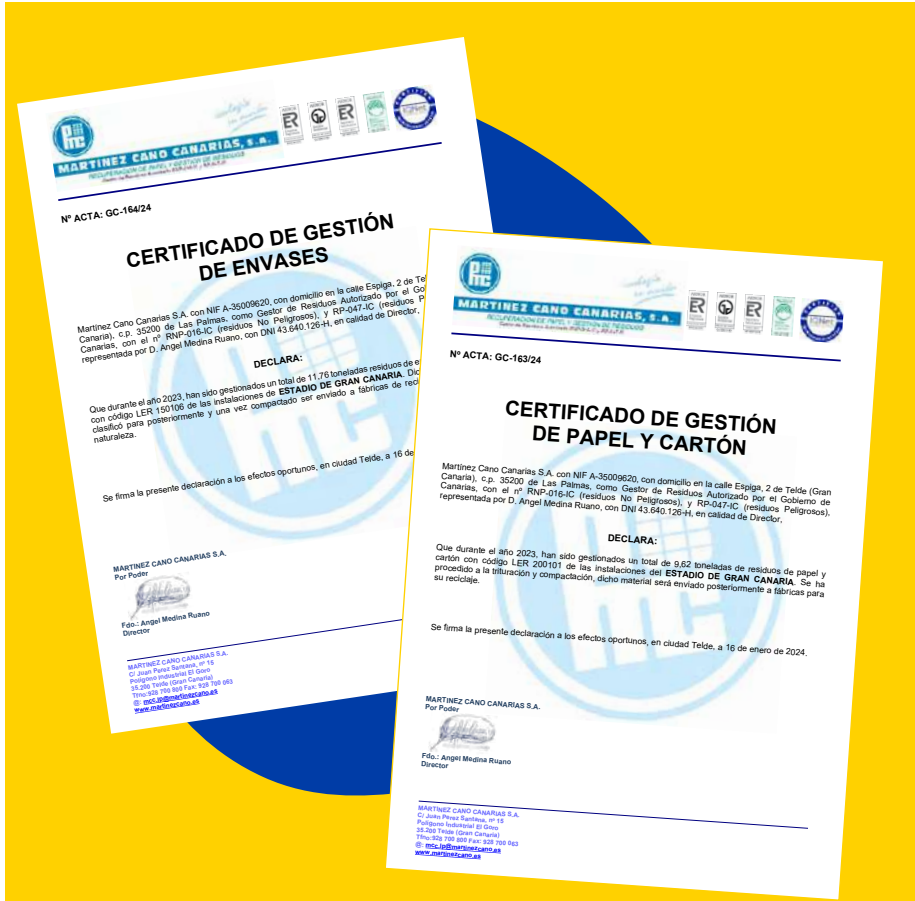 MARTINEZ CANO CANARIAS, s.a.
RECUPERACION DE PAPEL Y GESTION DE RESIDUOS
Nº ACTA: GC-164/24
CERTIFICADO DE GESTIÓN
DE ENVASES
Martínez Cano Canarias S.A. con NIF A-35009620, con domicilio en la calle Espiga, 2 de
Canaria), c.p. 35200 de Las Palmas, como Gestor de Residuos Autorizado por el
Canarias, con el nº RNP-016-IC (residuos No Peligrosos), y RP-047-IC (residuos
representada por D. Angel Medina Ruano, con DNI 43.640.126-H, en calidad de Director,
DECLARA:
Que durante el año 2023, han sido gestionados un total de 11.76 toneladas residuos de
con código LER 150106 de las instalaciones de ESTADIO DE GRAN CANARIA.
clasificó para posteriormente y una vez compactado ser enviado a fábricas de
naturaleza.
Se firma la presente declaración a los efectos oportunos, en ciudad Telde, a 16 de
MARTINEZ CANO CANARIAS S.A.
Por Poder
Fdo.: Angel Medina Ruano
Director
MARTINEZ CANO CANARIAS S.A.
C/ Juan Perez Santana, nº 15
Poligono Industrial El Goro
35.200 Telde (Gran Canaria)
Tfno:928 700 800 Fax: 928 700 063
@: mcc.lp@martinezcano.es
www.martinezcano.es
MARTINEZ CANO CANARIAS, s.a.
RECUPERACION DE PAPEL Y GESTION DE RESIDUOS
Nº ACTA: GC-163/24
CERTIFICADO DE GESTIÓN
DE PAPEL Y CARTÓN
Martínez Cano Canarias S.A. con NIF A-35009620, con domicilio en la calle Espiga, 2 de Telde (Gran
Canaria), c.p. 35200 de Las Palmas, como Gestor de Residuos Autorizado por el Gobierno de
Canarias, con el nº RNP-016-IC (residuos No Peligrosos), y RP-047-IC (residuos Peligrosos),
representada por D. Angel Medina Ruano, con DNI 43.640.126-H, en calidad de Director,
DECLARA:
Que durante el año 2023, han sido gestionados un total de 9,62 toneladas de residuos de papel y
cartón con código LER 200101 de las instalaciones del ESTADIO DE GRAN CANARIA. Se ha
procedido a la trituración y compactación, dicho material será enviado posteriormente a fábricas para
su reciclaje.
Se firma la presente declaración a los efectos oportunos, en ciudad Telde, a 16 de enero de 2024.
MARTINEZ CANO CANARIAS S.A.
Por Poder
Fdo.: Angel Medina Ruano
Director
MARTINEZ CANO CANARIAS S.A.
C/ Juan Perez Santana, nº 15
Poligono Industrial El Goro
35.200 Telde (Gran Canaria)
Tfno:928 700 800 Fax: 928 700 063
@: mcc.lp@martinezcano.es
www.martinezcano.es